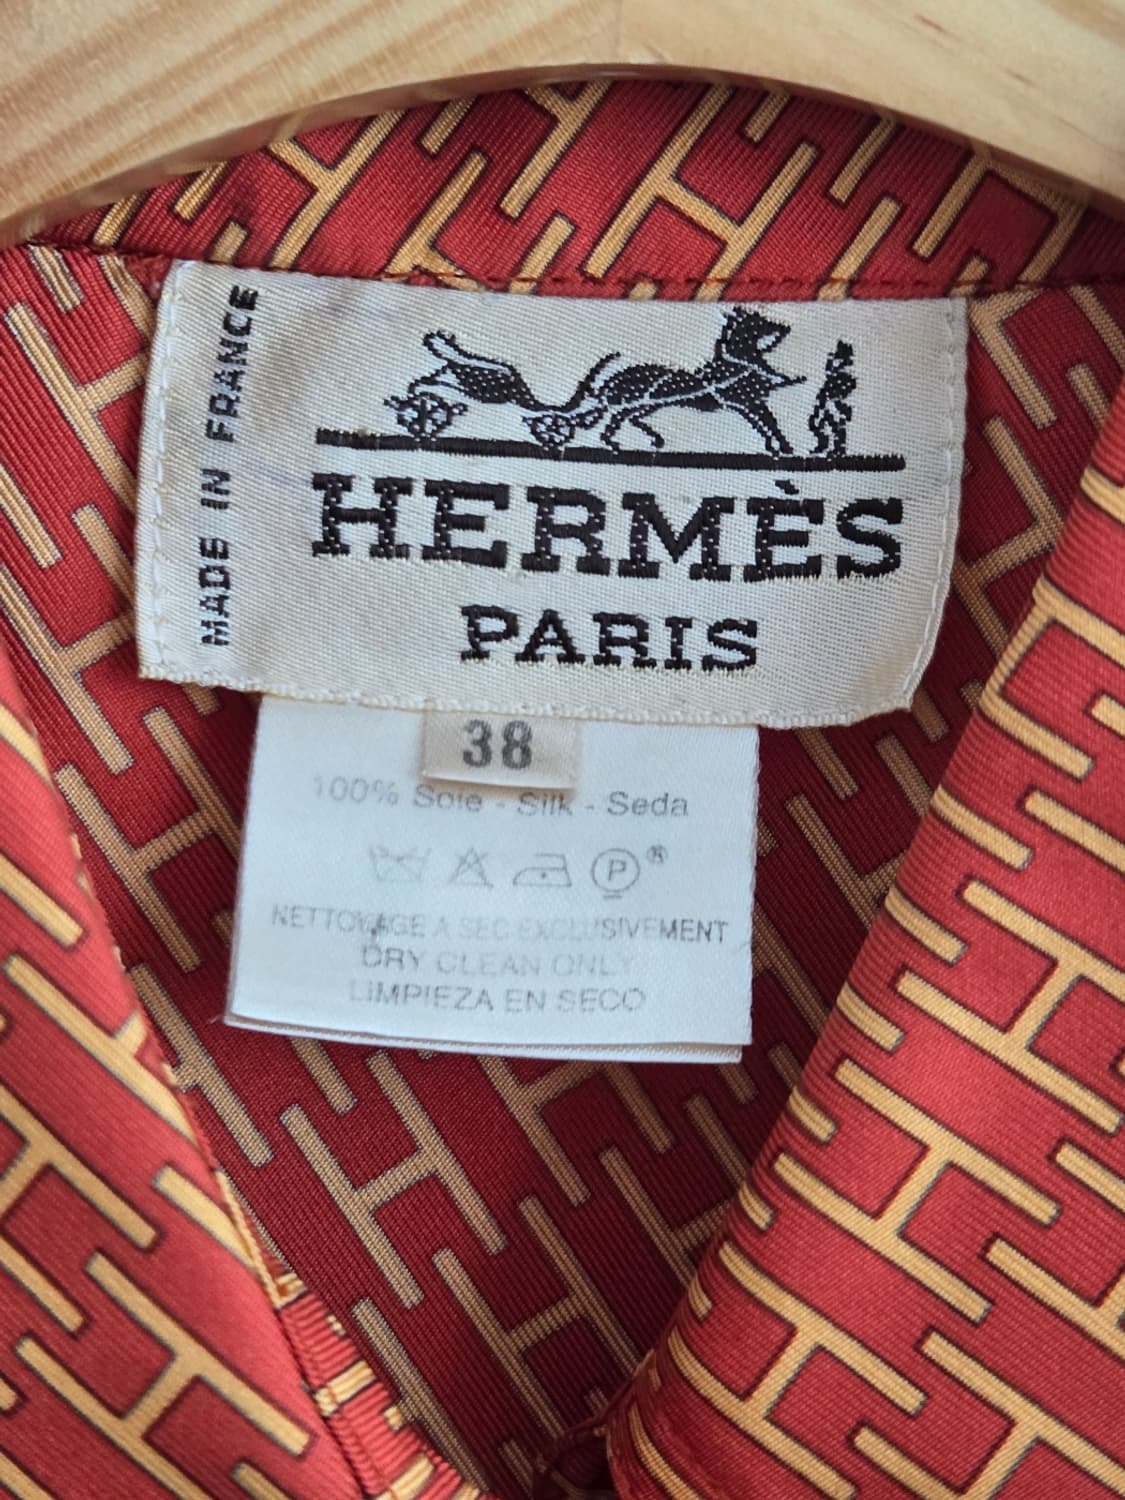 MADE IN FRANCE
HERMÈS
PARIS
38
100% Soie - Silk - Seda
P®
NETTOYAGE A SEC EXCLUSIVEMENT
DRY CLEAN ONLY
LIMPIEZA EN SECO